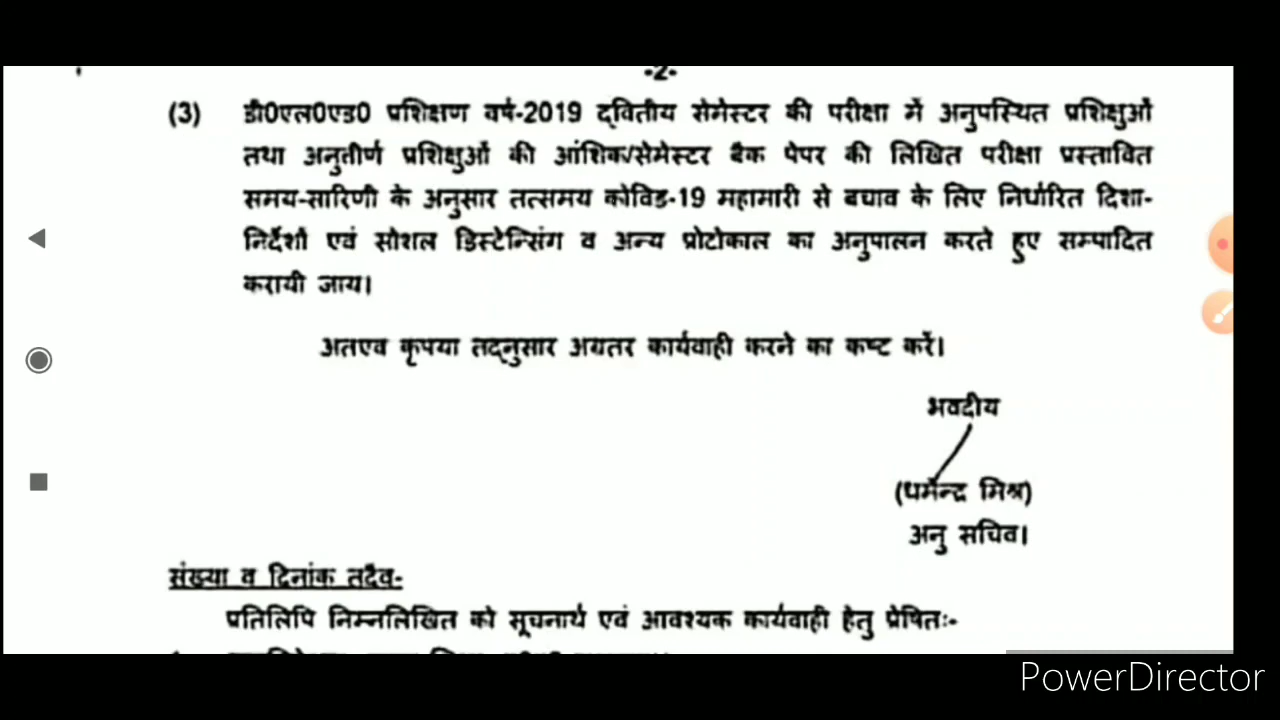 -2-
(3) डी0एल0एड0 प्रशिक्षण वर्ष-2019 द्वितीय सेमेस्टर की परीक्षा में अनुपस्थित प्रशिक्षुओं
तथा अनुतीर्ण प्रशिक्षुओं की आंशिक/सेमेस्टर बैक पेपर की लिखित परीक्षा प्रस्तावित
समय-सारिणी के अनुसार तत्समय कोविड-19 महामारी से बचाव के लिए निर्धारित दिशा-
निर्देशों एवं सोशल डिस्टेन्सिंग व अन्य प्रोटोकाल का अनुपालन करते हुए सम्पादित
करायी जाय।
अतएव कृपया तद्नुसार अग्रतर कार्यवाही करने का कष्ट करें।
भवदीय
(धर्मेन्द्र मिश्र)
अनु सचिव।
संख्या व दिनांक तदैव-
प्रतिलिपि निम्नलिखित को सूचनार्थ एवं आवश्यक कार्यवाही हेतु प्रेषितः-
PowerDirector